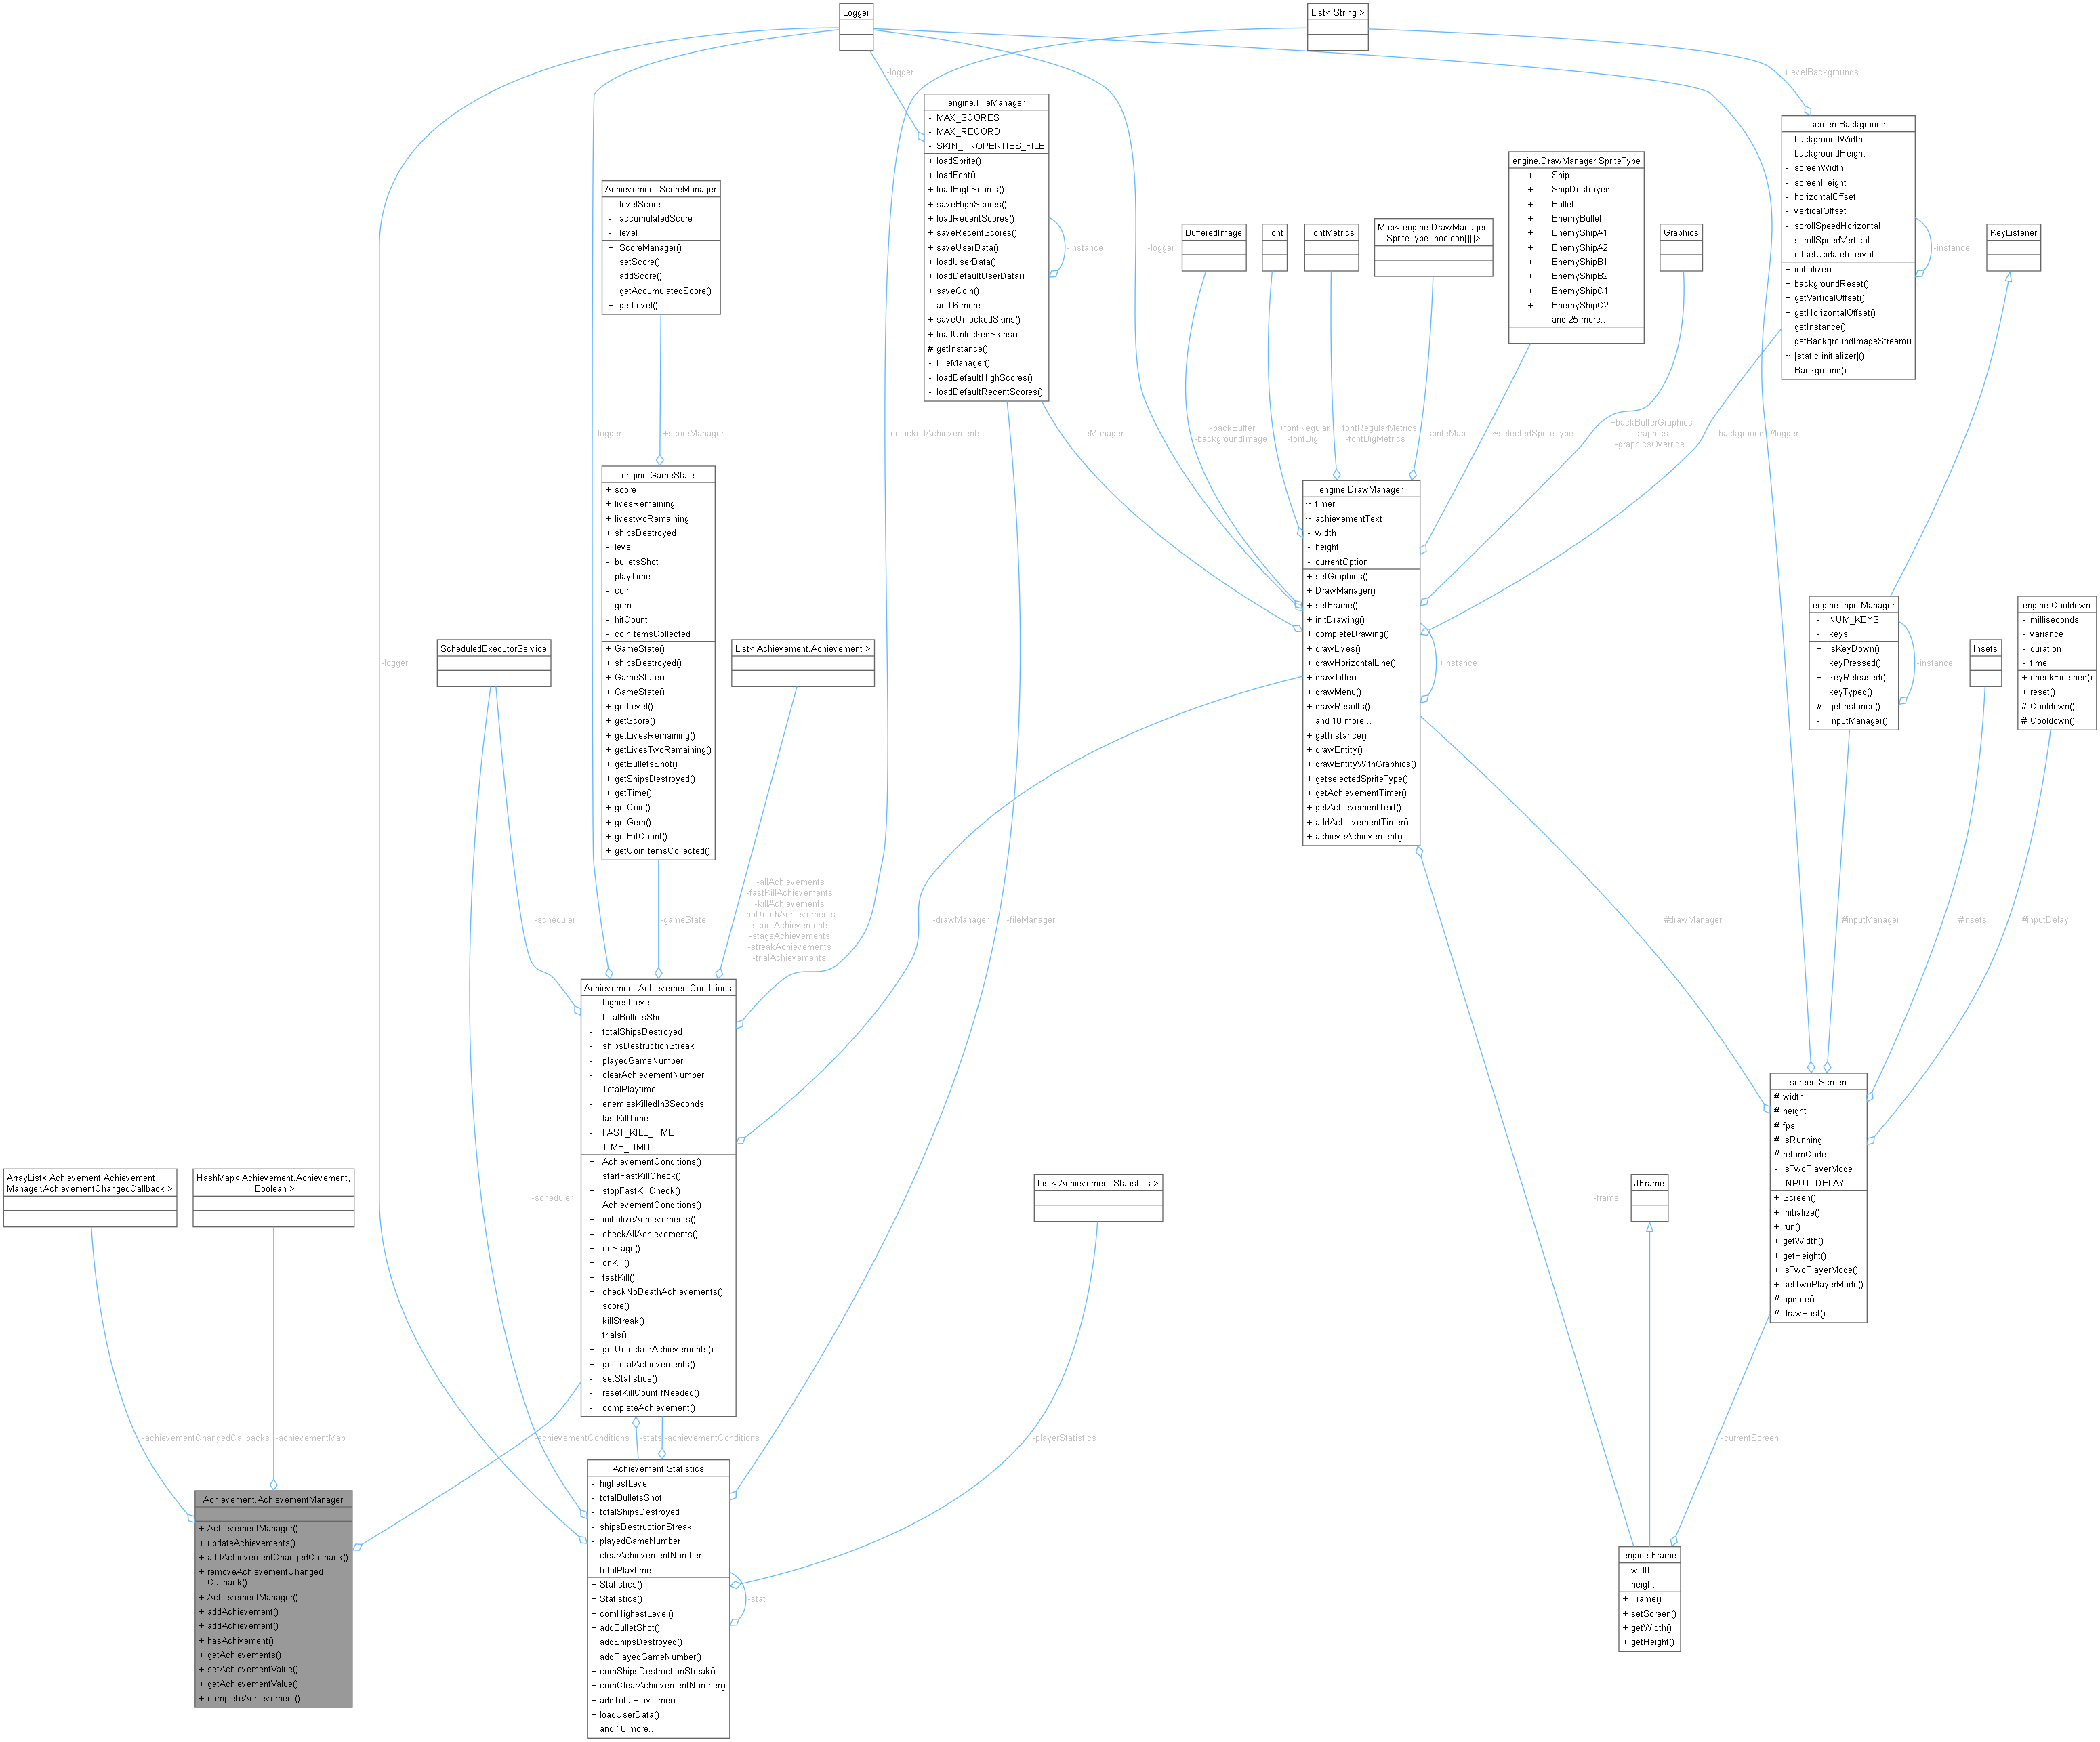 Logger
List< String >
-logger
+levelBackgrounds
engine.FileManager
- MAX_SCORES
- MAX_RECORD
- SKIN_PROPERTIES_FILE
+ loadSprite()
+ loadFont()
+ loadHighScores()
+ saveHighScores()
+ loadRecentScores()
+ saveRecentScores()
+ saveUserData()
+ loadUserData()
+ loadDefaultUserData()
+ saveCoin()
and 6 more...
+ saveUnlockedSkins()
+ loadUnlockedSkins()
# getInstance()
- FileManager()
- loadDefaultHighScores()
- loadDefaultRecentScores()
-instance
screen.Background
- backgroundWidth
- backgroundHeight
- screenWidth
- screenHeight
- horizontalOffset
- verticalOffset
- scrollSpeedHorizontal
- scrollSpeedVertical
- offsetUpdateInterval
+ initialize()
+ backgroundReset()
+ getVerticalOffset()
+ getHorizontalOffset()
+ getInstance()
+ getBackgroundImageStream()
~ [static initializer]()
- Background()
-instance
engine.DrawManager.SpriteType
+ Ship
+ ShipDestroyed
+ Bullet
+ EnemyBullet
+ EnemyShipA1
+ EnemyShipA2
+ EnemyShipB1
+ EnemyShipB2
+ EnemyShipC1
+ EnemyShipC2
and 25 more...
Achievement.ScoreManager
- levelScore
- accumulatedScore
- level
+ ScoreManager()
+ setScore()
+ addScore()
+ getAccumulatedScore()
+ getLevel()
-logger
BufferedImage
Font
FontMetrics
Map< engine.DrawManager.
SpriteType, boolean[][]>
Graphics
KeyListener
-logger
+scoreManager
-unlockedAchievements
-fileManager
-backBuffer
-backgroundImage
+fontRegular
-fontBig
+fontRegularMetrics
-fontBigMetrics
-spriteMap
~selectedSpriteType
+backBufferGraphics
-graphics
-graphicsOverride
-background
#logger
engine.GameState
+ score
+ livesRemaining
+ livestwoRemaining
+ shipsDestroyed
- level
- bulletsShot
- playTime
- coin
- gem
- hitCount
- coinItemsCollected
+ GameState()
+ shipsDestroyed()
+ GameState()
+ GameState()
+ getLevel()
+ getScore()
+ getLivesRemaining()
+ getLivesTwoRemaining()
+ getBulletsShot()
+ getShipsDestroyed()
+ getTime()
+ getCoin()
+ getGem()
+ getHitCount()
+ getCoinItemsCollected()
engine.DrawManager
~ timer
~ achievementText
- width
- height
- currentOption
+ setGraphics()
+ DrawManager()
+ setFrame()
+ initDrawing()
+ completeDrawing()
+ drawLives()
+ drawHorizontalLine()
+ drawTitle()
+ drawMenu()
+ drawResults()
and 18 more...
+ getInstance()
+ drawEntity()
+ drawEntityWithGraphics()
+ getselectedSpriteType()
+ getAchievementTimer()
+ getAchievementText()
+ addAchievementTimer()
+ achieveAchievement()
+instance
engine.InputManager
- NUM_KEYS
- keys
+ isKeyDown()
+ keyPressed()
+ keyReleased()
+ keyTyped()
# getInstance()
- InputManager()
-instance
Insets
engine.Cooldown
- milliseconds
- variance
- duration
- time
+ checkFinished()
+ reset()
# Cooldown()
# Cooldown()
-logger
ScheduledExecutorService
List< Achievement.Achievement >
-scheduler
-gameState
-allAchievements
-fastKillAchievements
-killAchievements
-noDeathAchievements
-scoreAchievements
-stageAchievements
-streakAchievements
-trialAchievements
-drawManager
-fileManager
#drawManager
#inputManager
#insets
#inputDelay
Achievement.AchievementConditions
- highestLevel
- totalBulletsShot
- totalShipsDestroyed
- shipsDestructionStreak
- playedGameNumber
- clearAchievementNumber
- TotalPlaytime
- enemiesKilledIn3Seconds
- lastKillTime
- FAST_KILL_TIME
- TIME_LIMIT
+ AchievementConditions()
+ startFastKillCheck()
+ stopFastKillCheck()
+ AchievementConditions()
+ initializeAchievements()
+ checkAllAchievements()
+ onStage()
+ onKill()
+ fastKill()
+ checkNoDeathAchievements()
+ score()
+ killStreak()
+ trials()
+ getUnlockedAchievements()
+ getTotalAchievements()
- setStatistics()
- resetKillCountIfNeeded()
- completeAchievement()
screen.Screen
# width
# height
# fps
# isRunning
# returnCode
- isTwoPlayerMode
- INPUT_DELAY
+ Screen()
+ initialize()
+ run()
+ getWidth()
+ getHeight()
+ isTwoPlayerMode()
+ setTwoPlayerMode()
# update()
# drawPost()
ArrayList< Achievement.Achievement
Manager.AchievementChangedCallback >
HashMap< Achievement.Achievement,
Boolean >
-scheduler
List< Achievement.Statistics >
-frame
JFrame
-achievementChangedCallbacks
-achievementMap
-achievementConditions
-stats
-achievementConditions
-playerStatistics
-currentScreen
Achievement.AchievementManager
+ AchievementManager()
+ updateAchievements()
+ addAchievementChangedCallback()
+ removeAchievementChanged
Callback()
+ AchievementManager()
+ addAchievement()
+ addAchievement()
+ hasAchivement()
+ getAchievements()
+ setAchievementValue()
+ getAchievementValue()
+ completeAchievement()
Achievement.Statistics
- highestLevel
- totalBulletsShot
- totalShipsDestroyed
- shipsDestructionStreak
- playedGameNumber
- clearAchievementNumber
- totalPlaytime
+ Statistics()
+ Statistics()
+ comHighestLevel()
+ addBulletShot()
+ addShipsDestroyed()
+ addPlayedGameNumber()
+ comShipsDestructionStreak()
+ comClearAchievementNumber()
+ addTotalPlayTime()
+ loadUserData()
and 10 more...
-stat
engine.Frame
- width
- height
+ Frame()
+ setScreen()
+ getWidth()
+ getHeight()